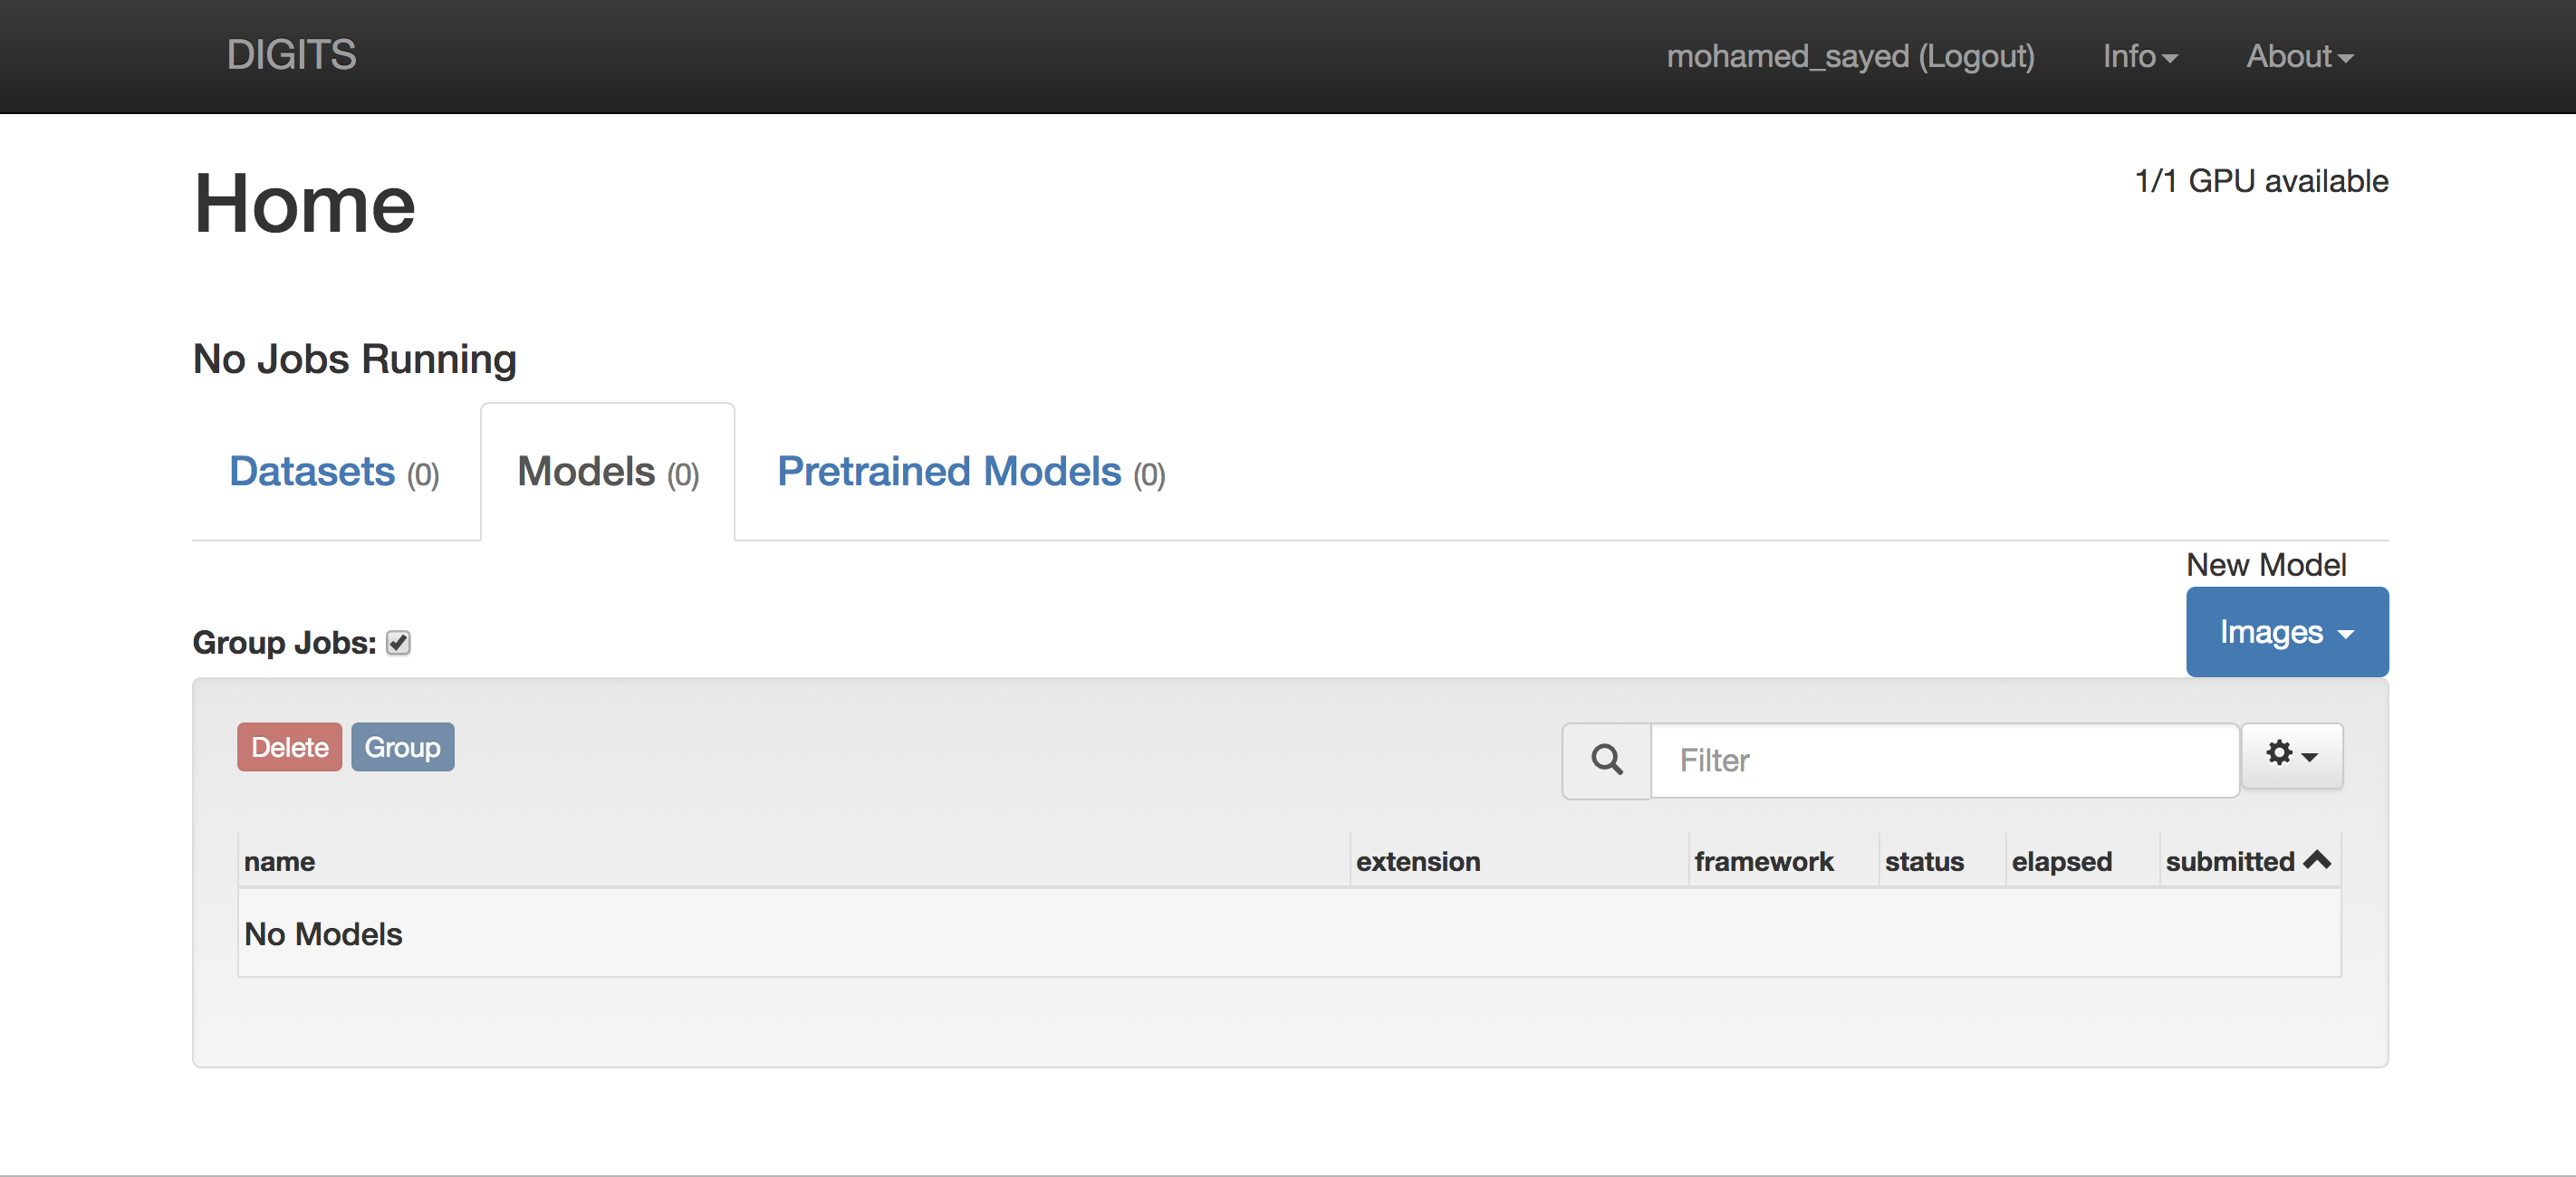 DIGITS mohamed_sayed (Logout) Info About
Home
1/1 GPU available
No Jobs Running
Datasets (0) Models (0) Pretrained Models (0)
New Model
Images
Group Jobs:
Delete Group Filter
name extension framework status elapsed submitted
No Models